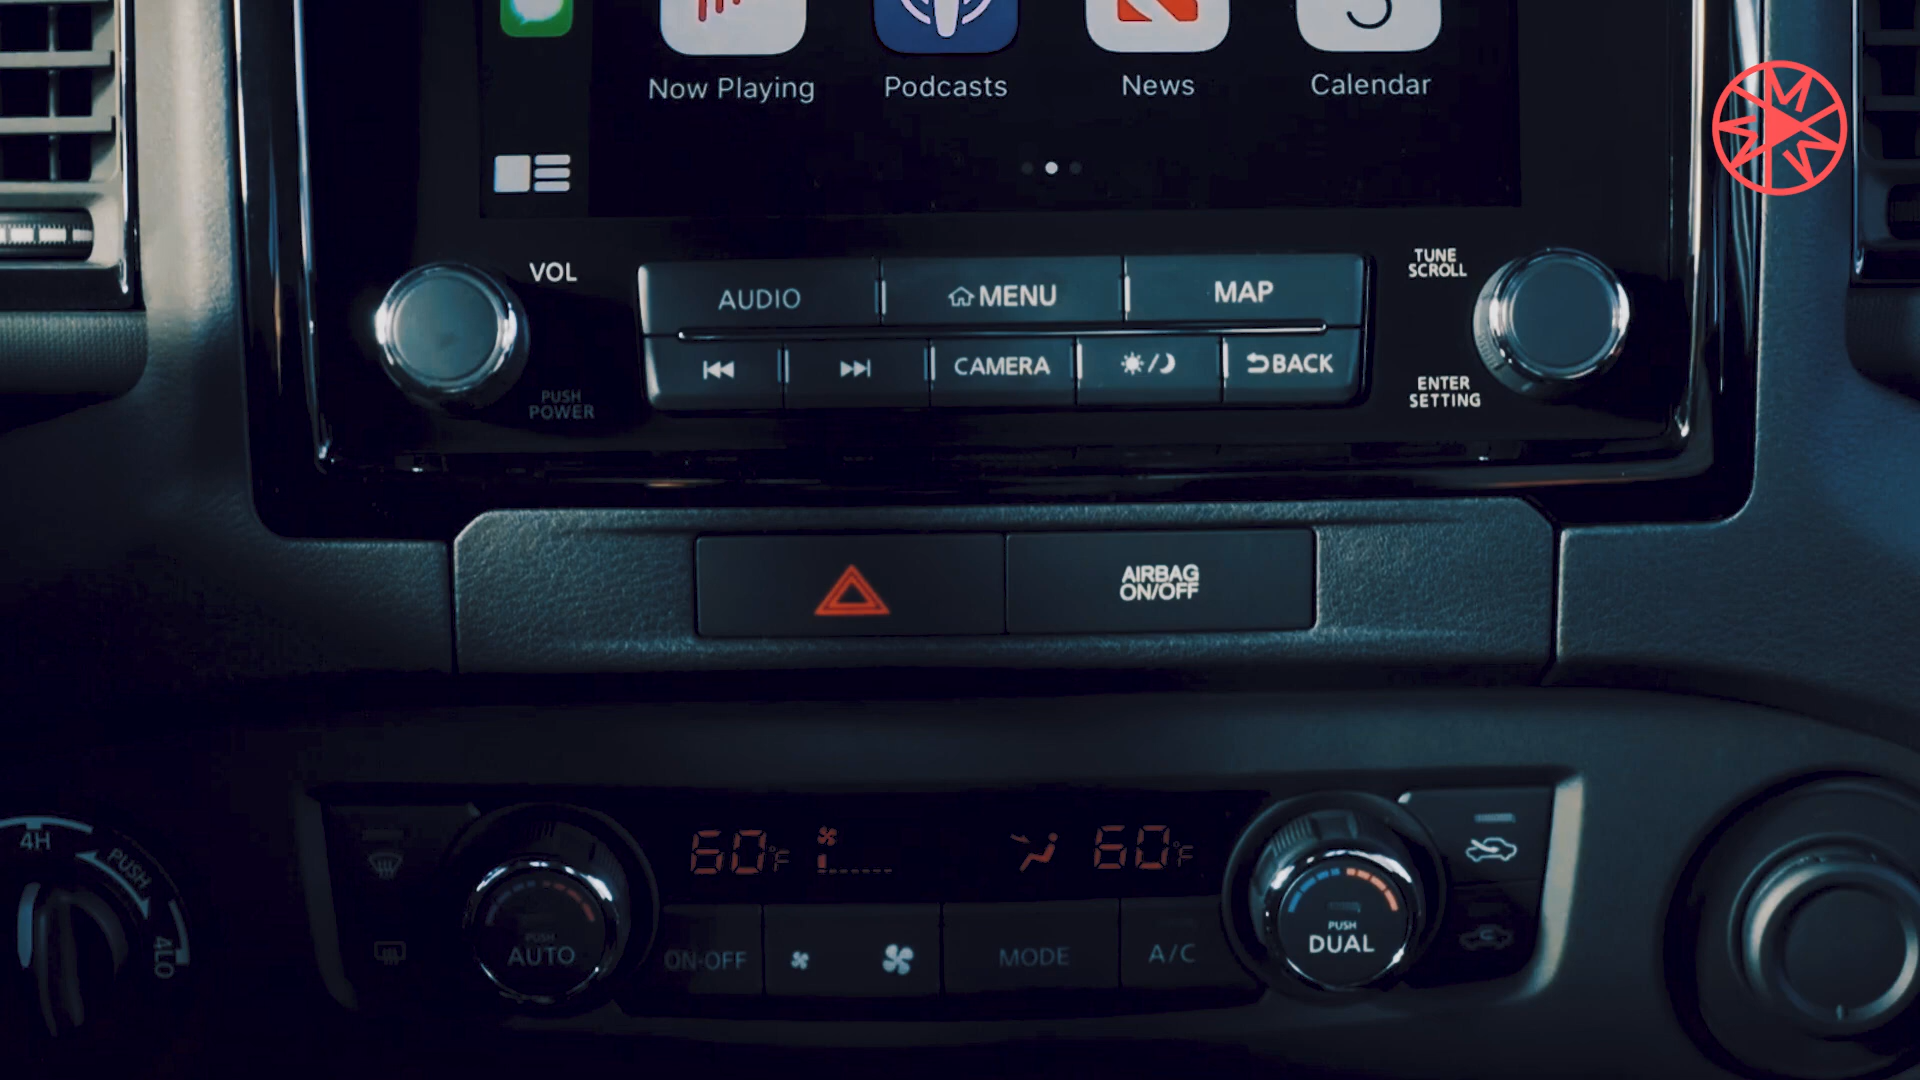 Now Playing
Podcasts
News
Calendar
VOL
PUSH
POWER
AUDIO
MENU
MAP
CAMERA
BACK
TUNE
SCROLL
ENTER
SETTING
AIRBAG
ON/OFF
4H
PUSH
4LO
60°F
60°F
PUSH
AUTO
ON·OFF
MODE
A/C
PUSH
DUAL